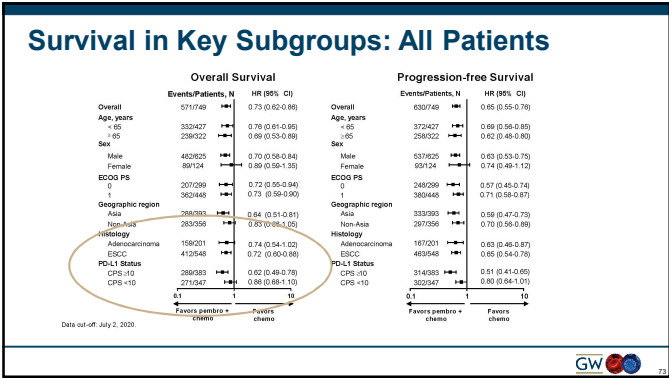 Survival in Key Subgroups: All Patients
Overall Survival
Events/Patients, N HR (95% CI)
Overall 571/749 0.73 (0.62-0.86)
Age, years
< 65 332/427 0.76 (0.61-0.95)
≥ 65 239/322 0.69 (0.53-0.89)
Sex
Male 482/625 0.70 (0.58-0.84)
Female 89/124 0.89 (0.59-1.35)
ECOG PS
0 207/299 0.72 (0.55-0.94)
1 362/448 0.73 (0.59-0.90)
Geographic region
Asia 288/393 0.64 (0.51-0.81)
Non-Asia 283/356 0.83 (0.66-1.05)
Histology
Adenocarcinoma 159/201 0.74 (0.54-1.02)
ESCC 412/548 0.72 (0.60-0.88)
PD-L1 Status
CPS ≥10 289/383 0.62 (0.49-0.78)
CPS <10 271/347 0.86 (0.68-1.10)
0.1 1 10
Favors pembro + chemo
Favors chemo
Progression-free Survival
Events/Patients, N HR (95% CI)
Overall 630/749 0.65 (0.55-0.76)
Age, years
< 65 372/427 0.69 (0.56-0.85)
≥ 65 258/322 0.62 (0.48-0.80)
Sex
Male 537/625 0.63 (0.53-0.75)
Female 93/124 0.74 (0.49-1.12)
ECOG PS
0 248/299 0.57 (0.45-0.74)
1 380/448 0.71 (0.58-0.87)
Geographic region
Asia 333/393 0.59 (0.47-0.73)
Non-Asia 297/356 0.70 (0.56-0.89)
Histology
Adenocarcinoma 167/201 0.63 (0.46-0.87)
ESCC 463/548 0.65 (0.54-0.78)
PD-L1 Status
CPS ≥10 314/383 0.51 (0.41-0.65)
CPS <10 302/347 0.80 (0.64-1.01)
0.1 1 10
Favors pembro + chemo
Favors chemo
Data cut-off: July 2, 2020.
GW
73